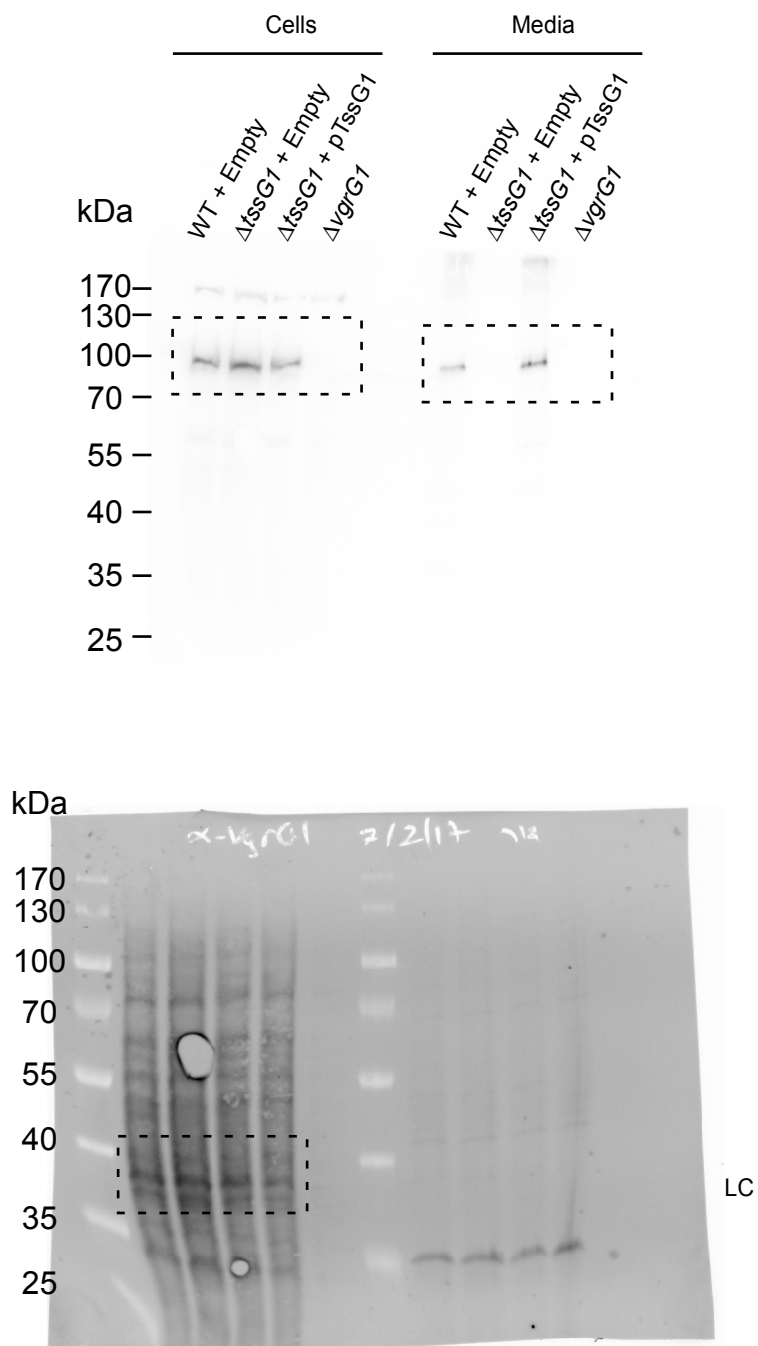 Cells Media
WT + Empty ΔtssG1 + Empty ΔtssG1 + pTssG1 ΔvgrG1 WT + Empty ΔtssG1 + Empty ΔtssG1 + pTssG1 ΔvgrG1
kDa
170
130
100
70
55
40
35
25
kDa
α-VgrG1 7/2/17
170
130
100
70
55
40
35
25
LC